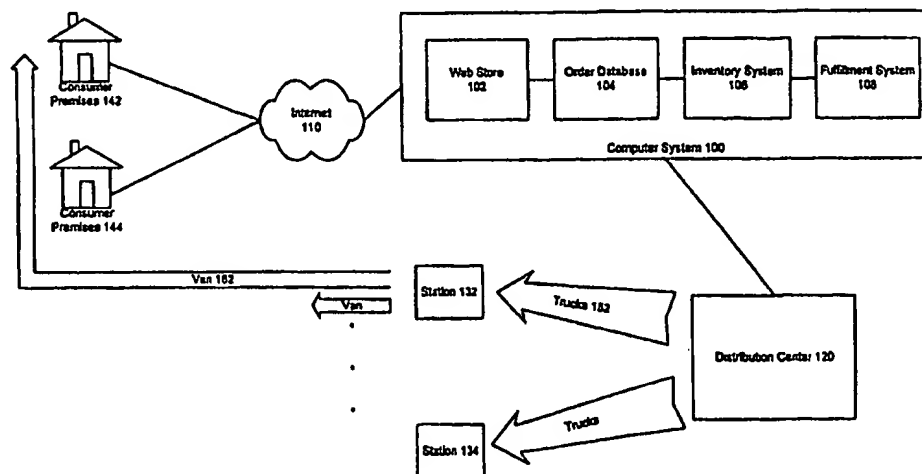 Consumer
Premises 142
Internet
110
Web Store
102
Order Database
104
Inventory System
106
Fulfillment System
108
Computer System 100
Consumer
Premises 144
Van 162
Station 132
Van
Trucks 152
Distribution Center 120
Trucks
Station 134